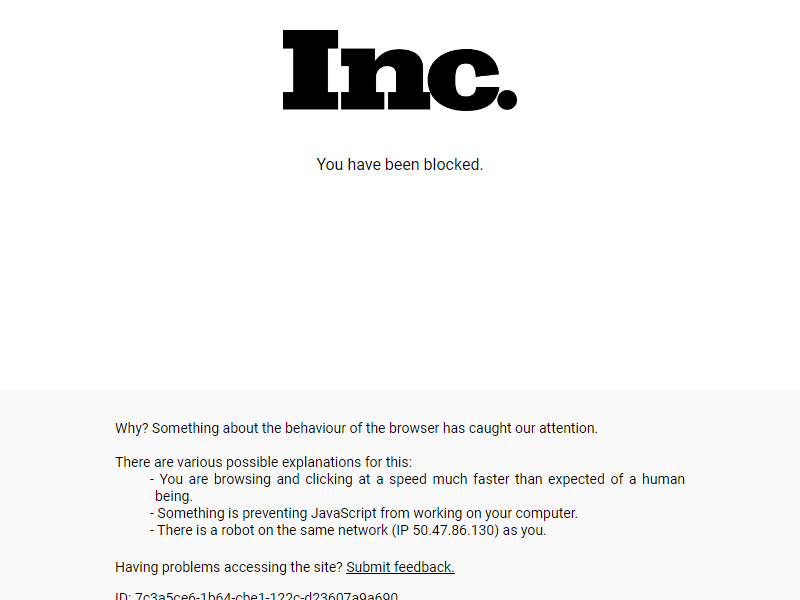 Inc.
You have been blocked.
Why? Something about the behaviour of the browser has caught our attention.
There are various possible explanations for this:
- You are browsing and clicking at a speed much faster than expected of a human
being.
- Something is preventing JavaScript from working on your computer.
- There is a robot on the same network (IP 50.47.86.130) as you.
Having problems accessing the site? Submit feedback.
ID: 7c3a5ce6-1b64-cbe1-122c-d23607a9a690